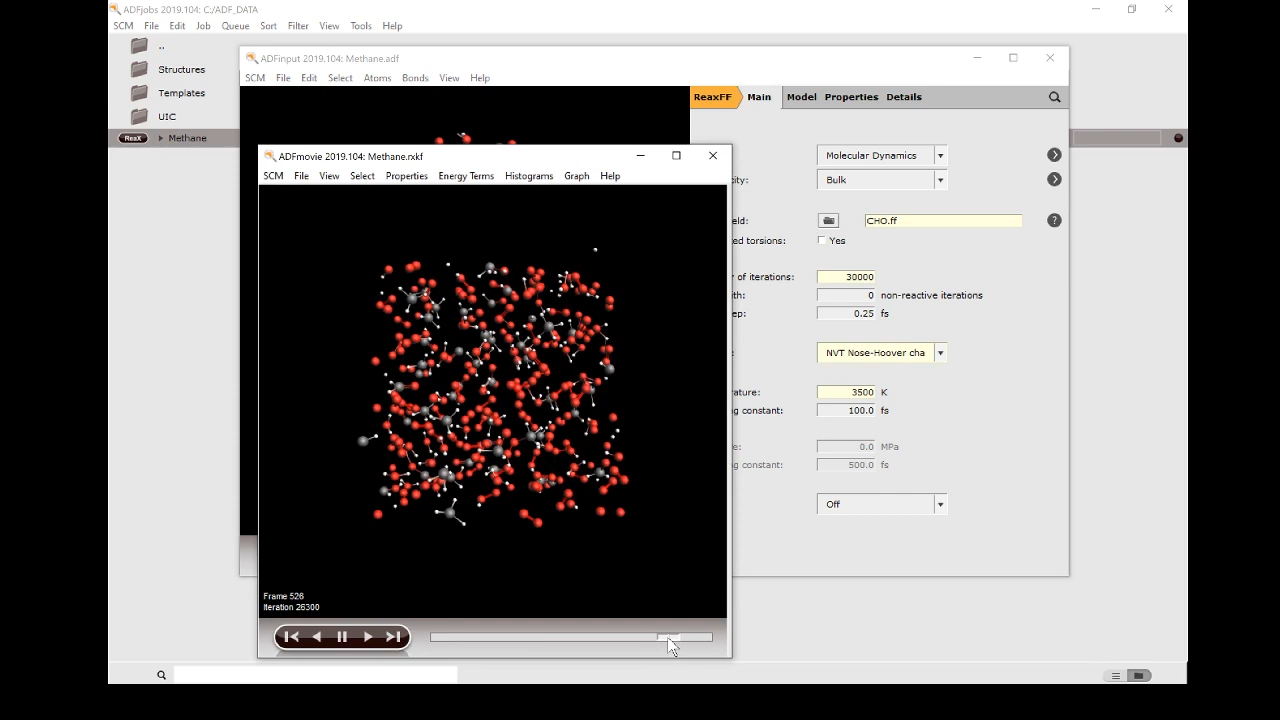 ADFjobs 2019.104: C:/ADF_DATA
SCM File Edit Job Queue Sort Filter View Tools Help
..
Structures
Templates
UIC
ReaX Methane
ADFinput 2019.104: Methane.adf
SCM File Edit Select Atoms Bonds View Help
ReaxFF Main Model Properties Details
Molecular Dynamics
city: Bulk
eld: CHO.ff
ed torsions: Yes
r of iterations: 30000
ith: 0 non-reactive iterations
ep: 0.25 fs
: NVT Nose-Hoover cha
rature: 3500 K
g constant: 100.0 fs
e: 0.0 MPa
g constant: 500.0 fs
Off
ADFmovie 2019.104: Methane.rxkf
SCM File View Select Properties Energy Terms Histograms Graph Help
Frame 526
Iteration 26300